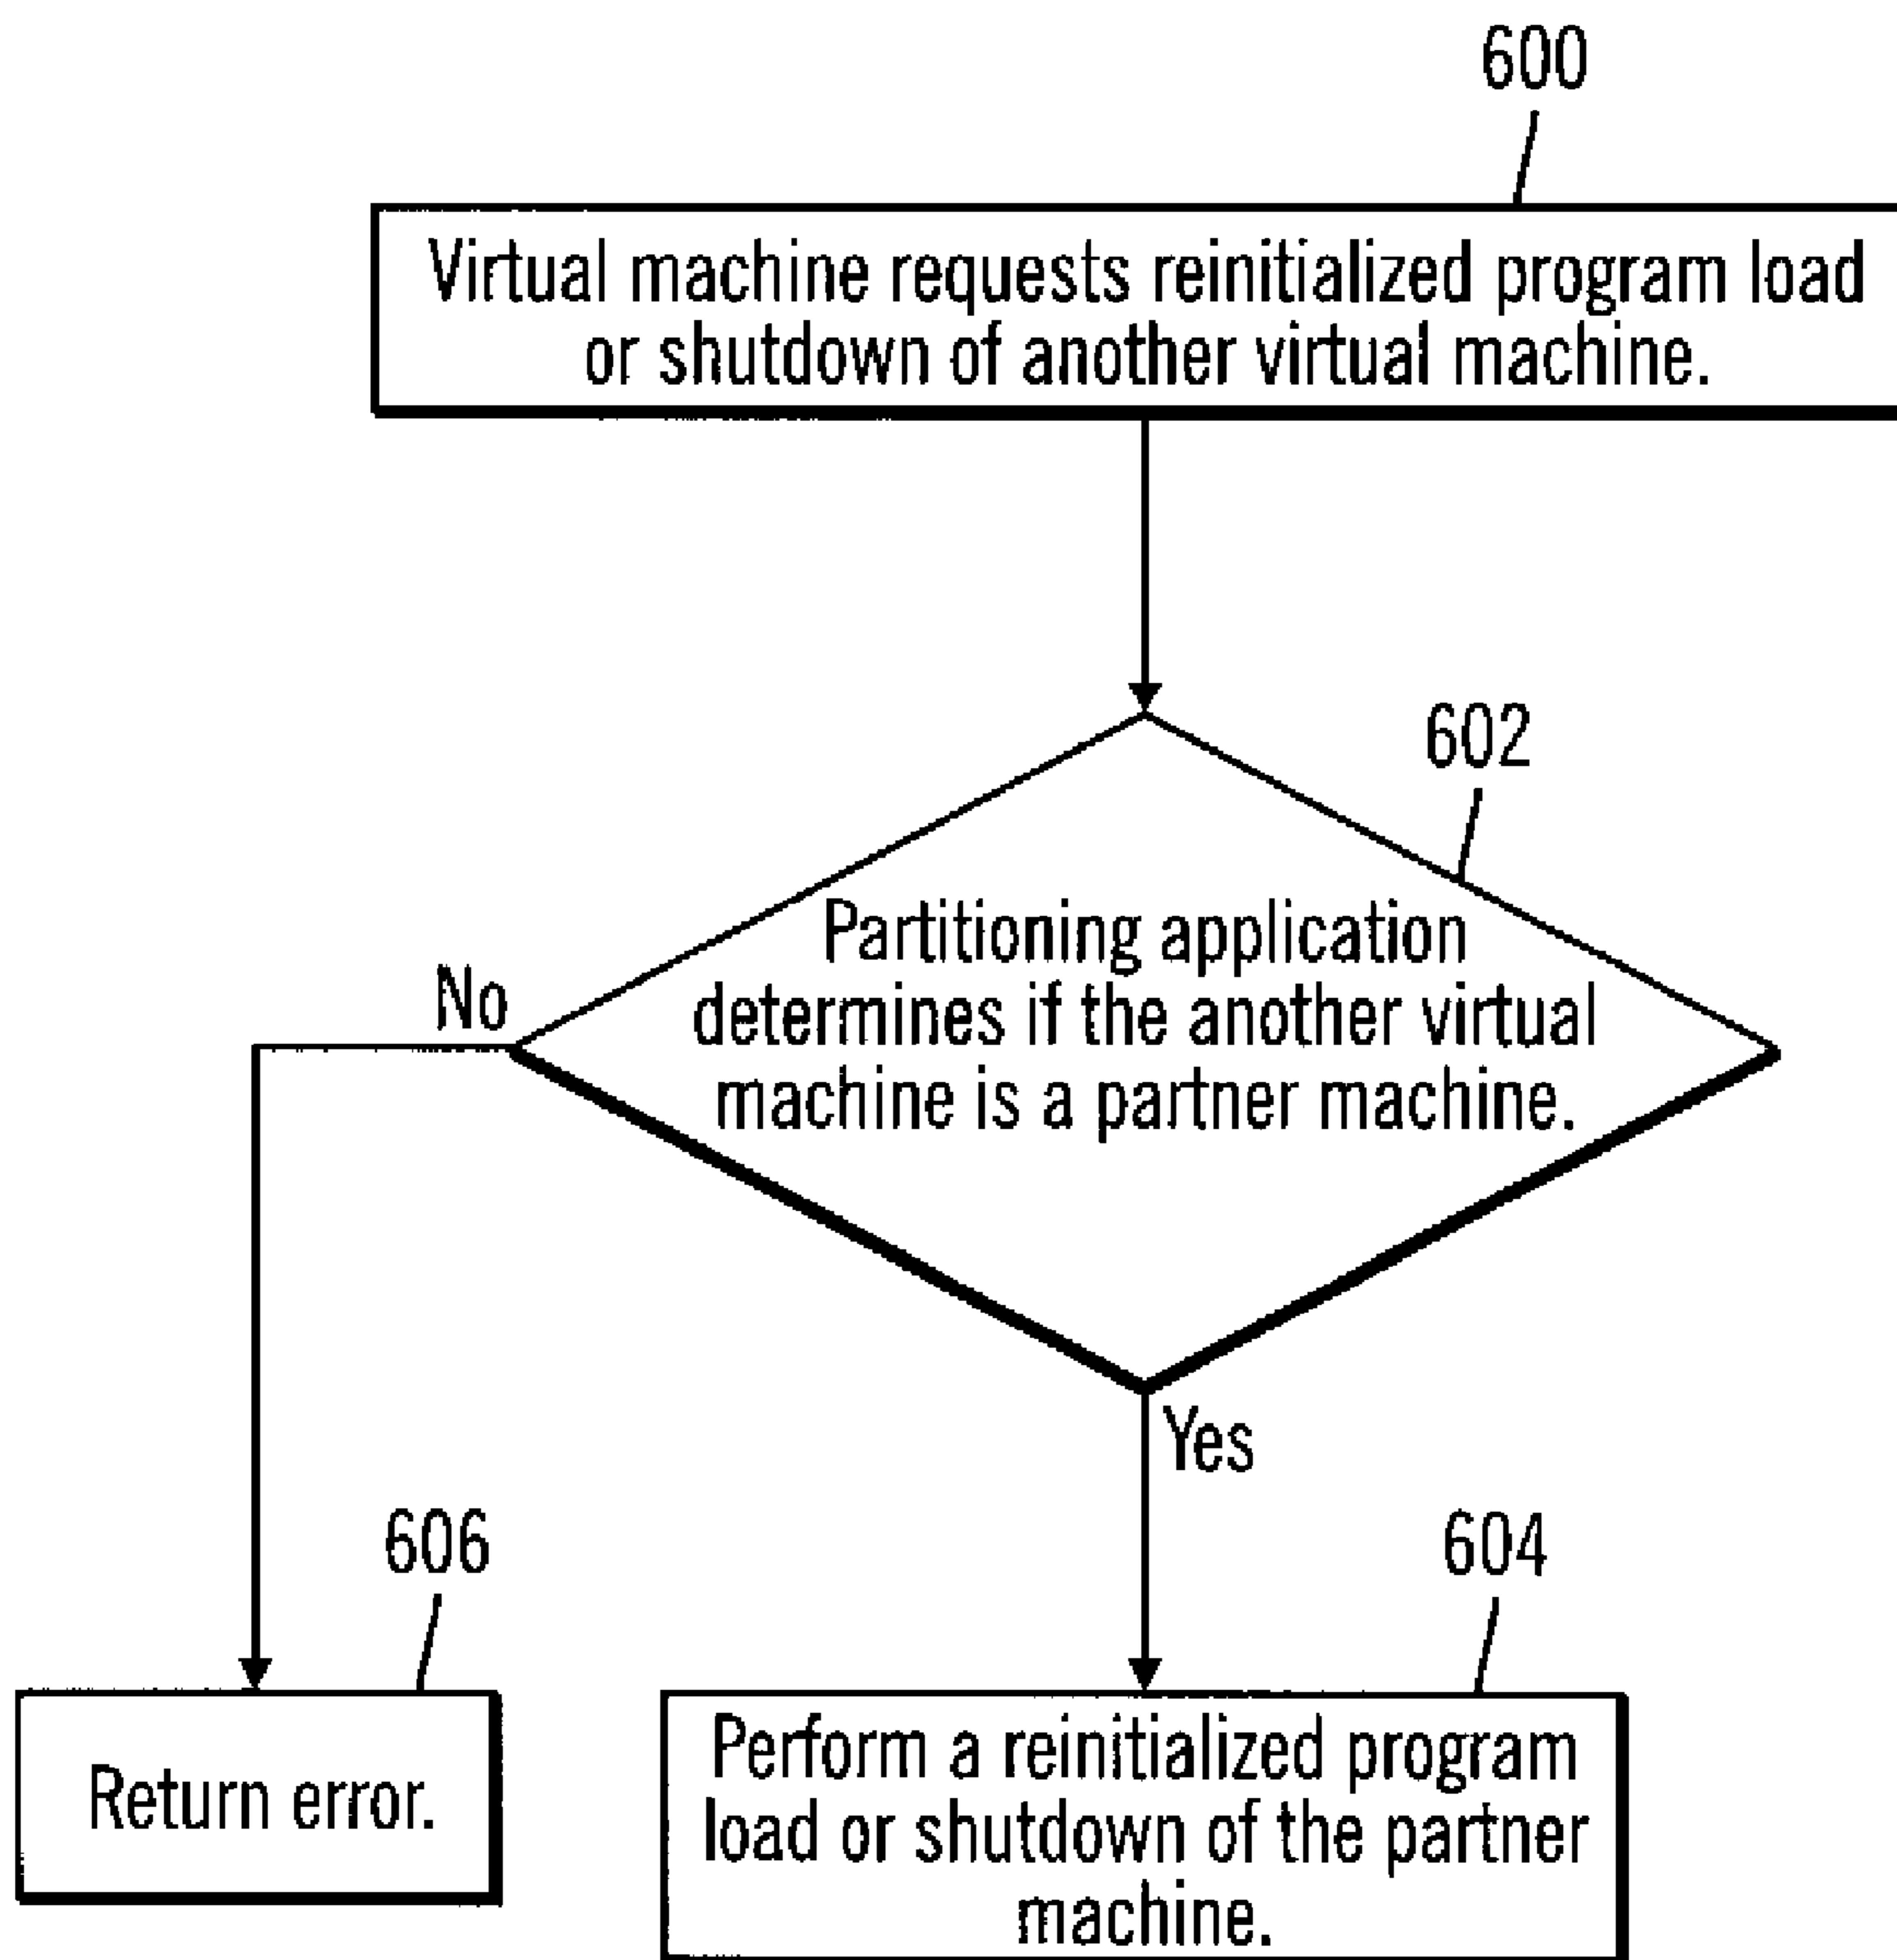 600
Virtual machine requests reinitialized program load
or shutdown of another virtual machine.
602
Partitioning application
determines if the another virtual
machine is a partner machine.
No
Yes
606
604
Return error.
Perform a reinitialized program
load or shutdown of the partner
machine.